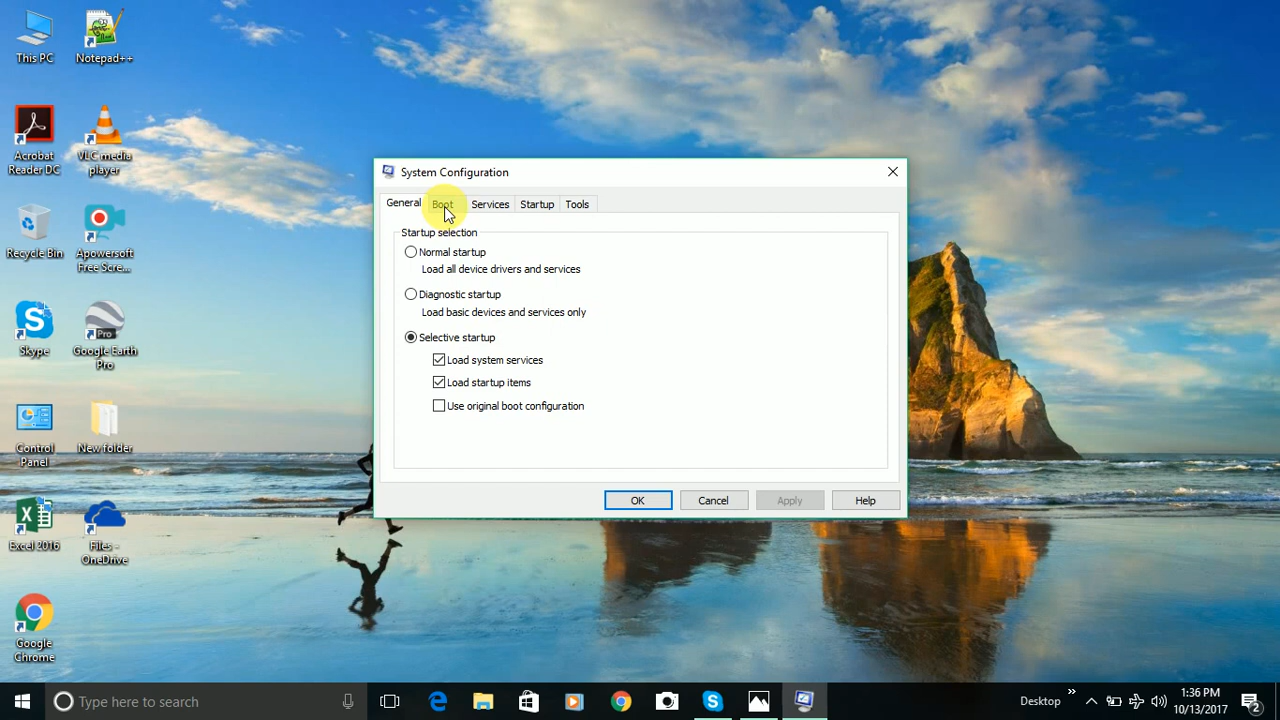 This PC
Notepad++
Acrobat
Reader DC
VLC media
player
Recycle Bin
Apowersoft
Free Scre...
Skype
Pro
Google Earth
Pro
Control
Panel
New folder
Excel 2016
Files -
OneDrive
Google
Chrome
System Configuration
General Boot Services Startup Tools
Startup selection
Normal startup
Load all device drivers and services
Diagnostic startup
Load basic devices and services only
Selective startup
Load system services
Load startup items
Use original boot configuration
OK Cancel Apply Help
Type here to search
Desktop
1:36 PM
10/13/2017
2